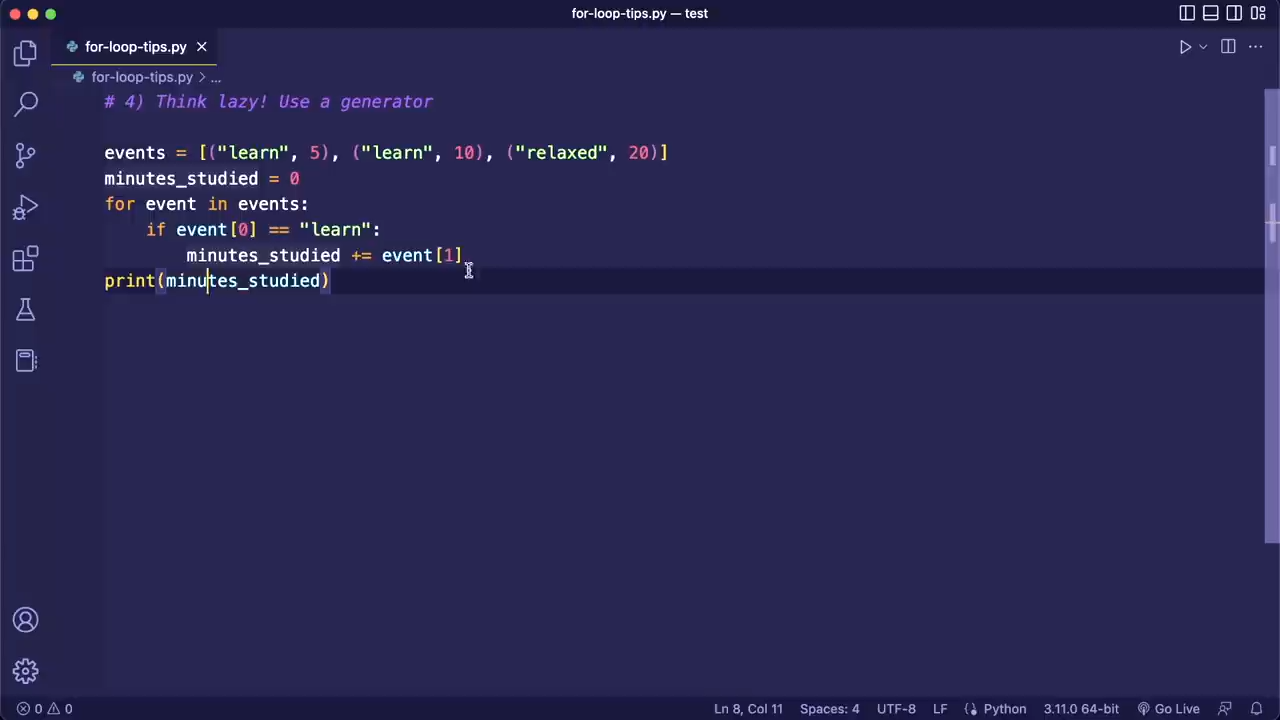 for-loop-tips.py — test
for-loop-tips.py
for-loop-tips.py > ...
# 4) Think lazy! Use a generator
events = [("learn", 5), ("learn", 10), ("relaxed", 20)]
minutes_studied = 0
for event in events:
    if event[0] == "learn":
        minutes_studied += event[1]
print(minutes_studied)
0 0 Ln 8, Col 11 Spaces: 4 UTF-8 LF Python 3.11.0 64-bit Go Live